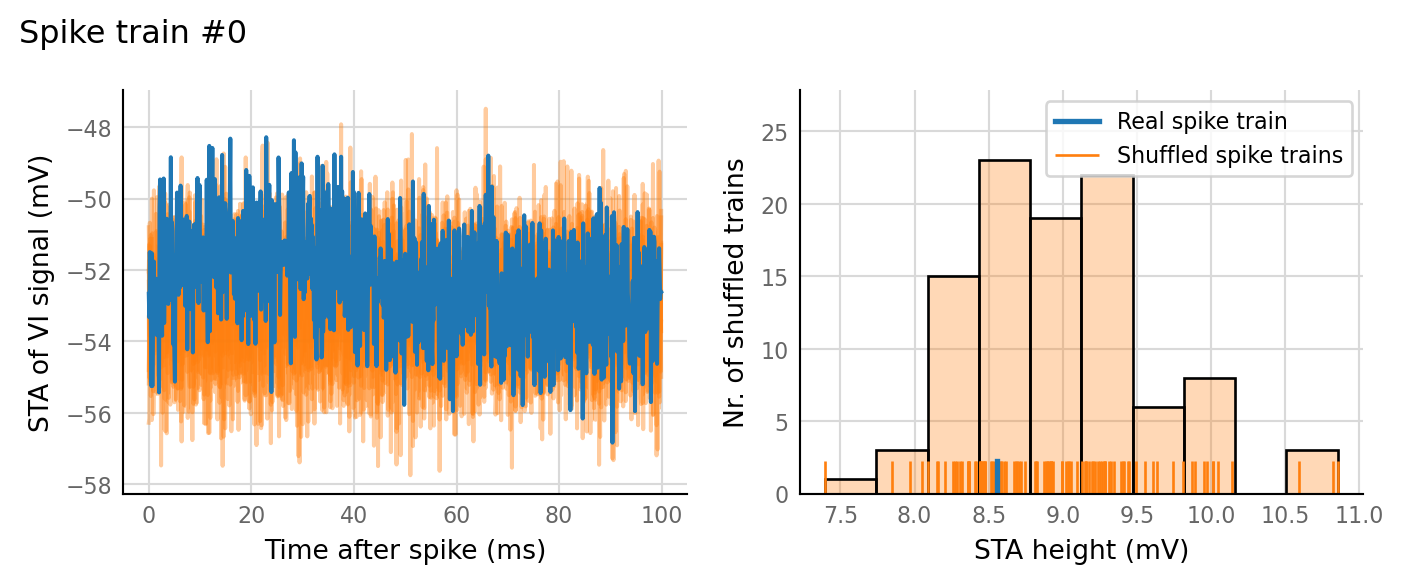 Spike train #0
STA of VI signal (mV)
−48
−50
−52
−54
−56
−58
0 20 40 60 80 100
Time after spike (ms)
Nr. of shuffled trains
25
20
15
10
5
0
7.5 8.0 8.5 9.0 9.5 10.0 10.5 11.0
STA height (mV)
Real spike train
Shuffled spike trains